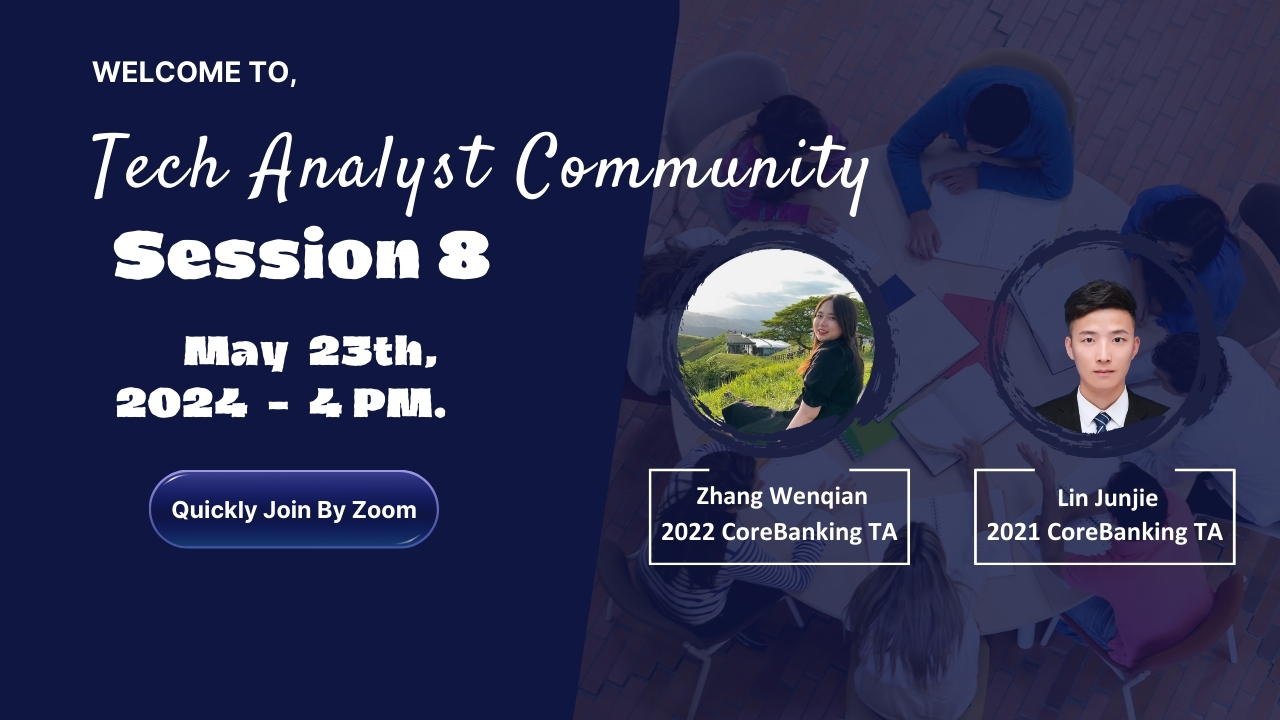 WELCOME TO,
Tech Analyst Community
Session 8
May 23th,
2024 - 4 PM.
Quickly Join By Zoom
Zhang Wenqian
2022 CoreBanking TA
Lin Junjie
2021 CoreBanking TA